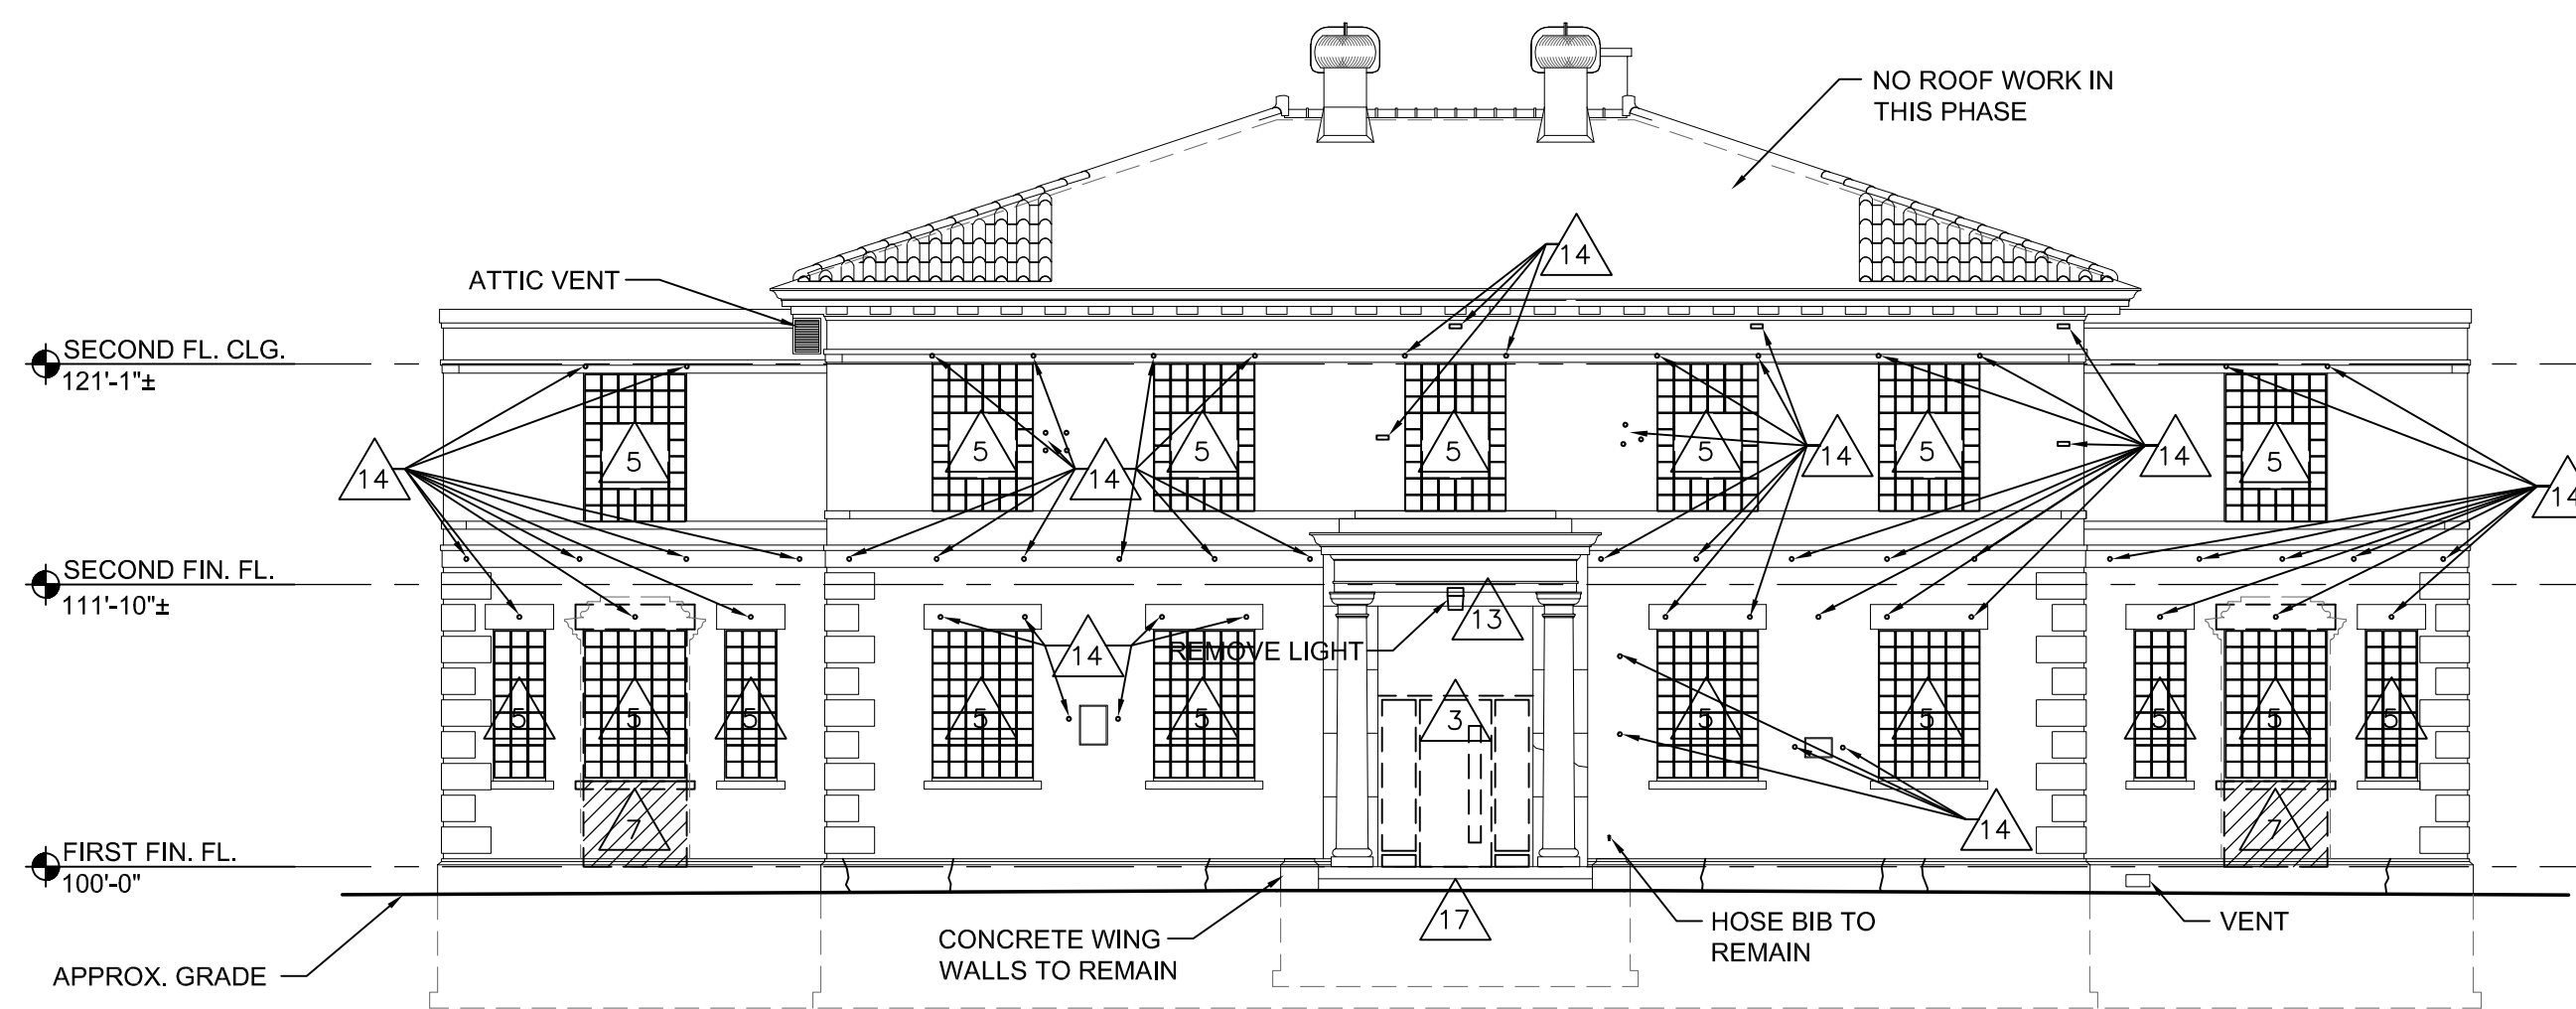 NO ROOF WORK IN
THIS PHASE
14
ATTIC VENT
SECOND FL. CLG.
121'-1"±
5
5
5
5
5
5
5
14
14
14
14
14
SECOND FIN. FL.
111'-10"±
13
REMOVE LIGHT
14
5
5
5
5
5
3
5
5
5
5
5
7
14
7
FIRST FIN. FL.
100'-0"
17
HOSE BIB TO
REMAIN
VENT
CONCRETE WING
WALLS TO REMAIN
APPROX. GRADE